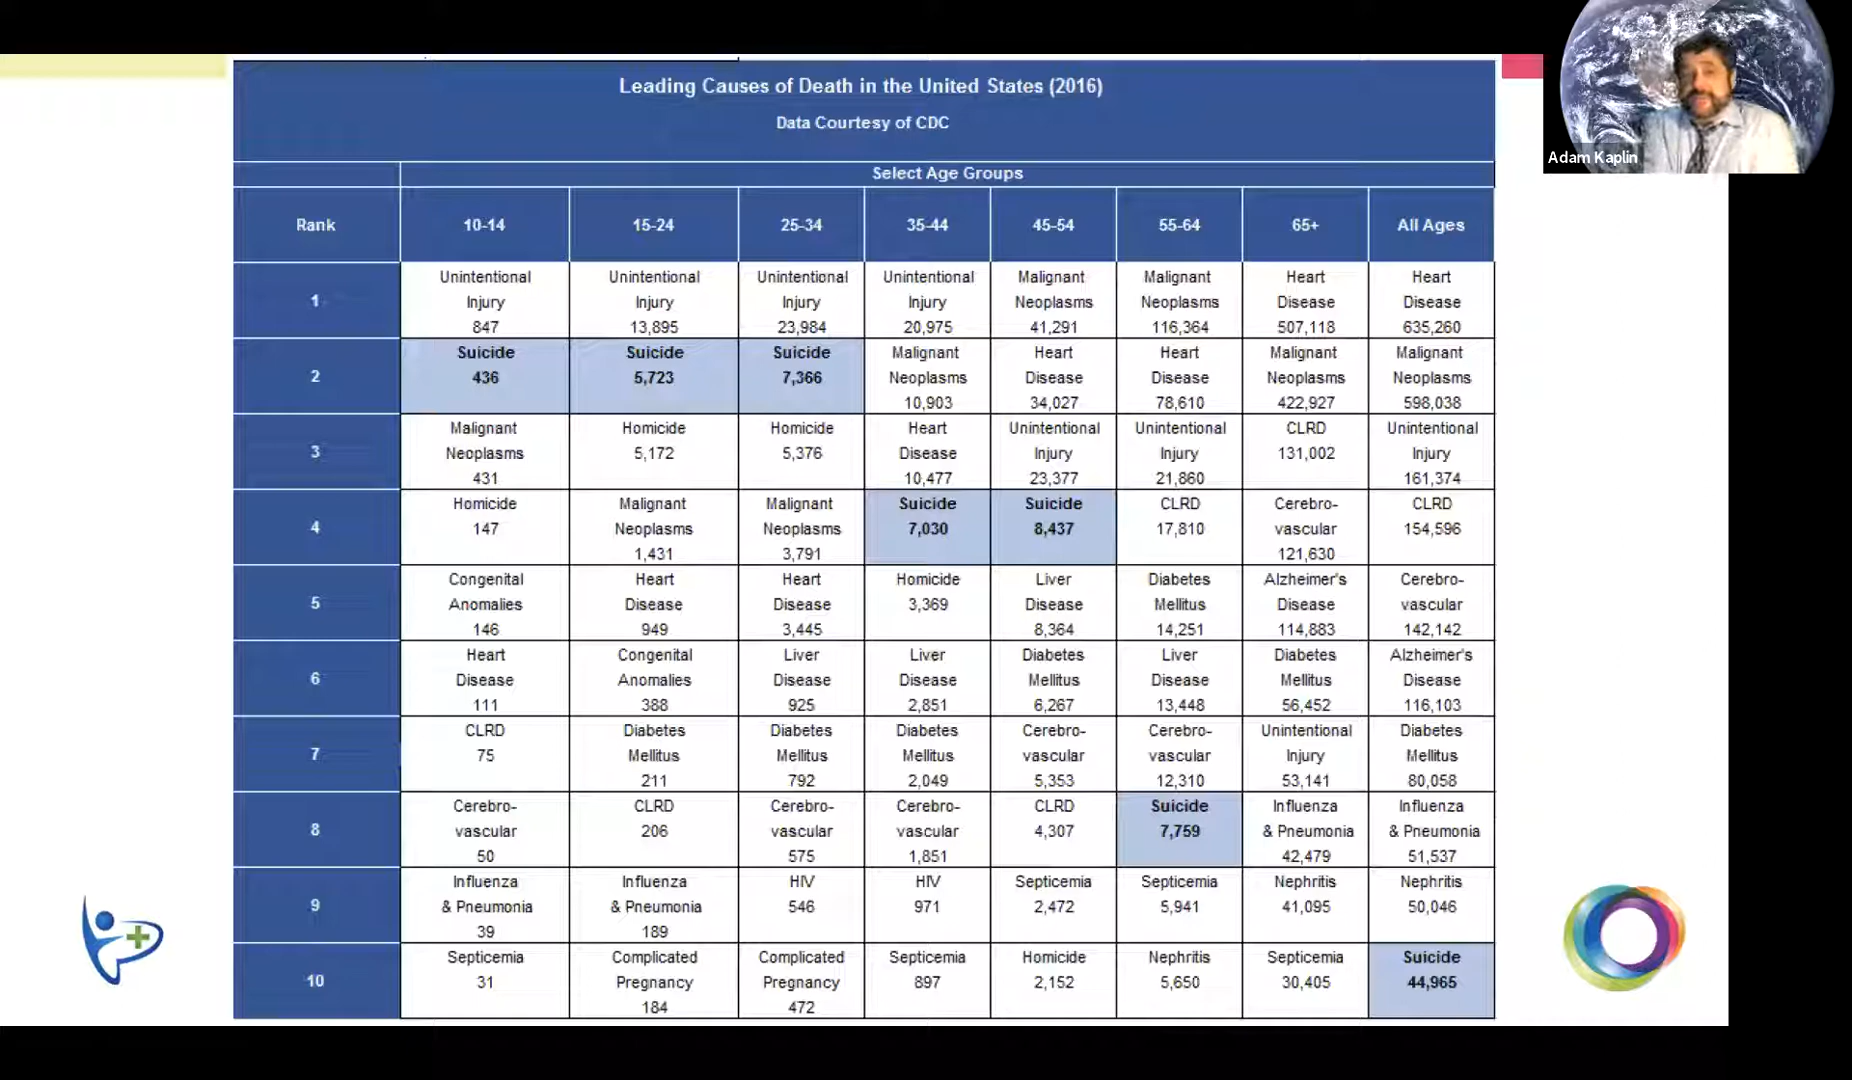 Leading Causes of Death in the United States (2016)
Data Courtesy of CDC
Adam Kaplin
Select Age Groups
Rank 10-14 15-24 25-34 35-44 45-54 55-64 65+ All Ages
Unintentional Unintentional Unintentional Unintentional Malignant Malignant Heart Heart
1 Injury Injury Injury Injury Neoplasms Neoplasms Disease Disease
847 13,895 23,984 20,975 41,291 116,364 507,118 635,260
Suicide Suicide Suicide Malignant Heart Heart Malignant Malignant
2 436 5,723 7,366 Neoplasms Disease Disease Neoplasms Neoplasms
10,903 34,027 78,610 422,927 598,038
Malignant Homicide Homicide Heart Unintentional Unintentional CLRD Unintentional
3 Neoplasms 5,172 5,376 Disease Injury Injury 131,002 Injury
431 10,477 23,377 21,860 161,374
Homicide Malignant Malignant Suicide Suicide CLRD Cerebro- CLRD
4 147 Neoplasms Neoplasms 7,030 8,437 17,810 vascular 154,596
1,431 3,791 121,630
Congenital Heart Heart Homicide Liver Diabetes Alzheimer's Cerebro-
5 Anomalies Disease Disease 3,369 Disease Mellitus Disease vascular
146 949 3,445 8,364 14,251 114,883 142,142
Heart Congenital Liver Liver Diabetes Liver Diabetes Alzheimer's
6 Disease Anomalies Disease Disease Mellitus Disease Mellitus Disease
111 388 925 2,851 6,267 13,448 56,452 116,103
CLRD Diabetes Diabetes Diabetes Cerebro- Cerebro- Unintentional Diabetes
7 75 Mellitus Mellitus Mellitus vascular vascular Injury Mellitus
211 792 2,049 5,353 12,310 53,141 80,058
Cerebro- CLRD Cerebro- Cerebro- CLRD Suicide Influenza Influenza
8 vascular 206 vascular vascular 4,307 7,759 & Pneumonia & Pneumonia
50 575 1,851 42,479 51,537
Influenza Influenza HIV HIV Septicemia Septicemia Nephritis Nephritis
9 & Pneumonia & Pneumonia 546 971 2,472 5,941 41,095 50,046
39 189
Septicemia Complicated Complicated Septicemia Homicide Nephritis Septicemia Suicide
10 31 Pregnancy Pregnancy 897 2,152 5,650 30,405 44,965
184 472